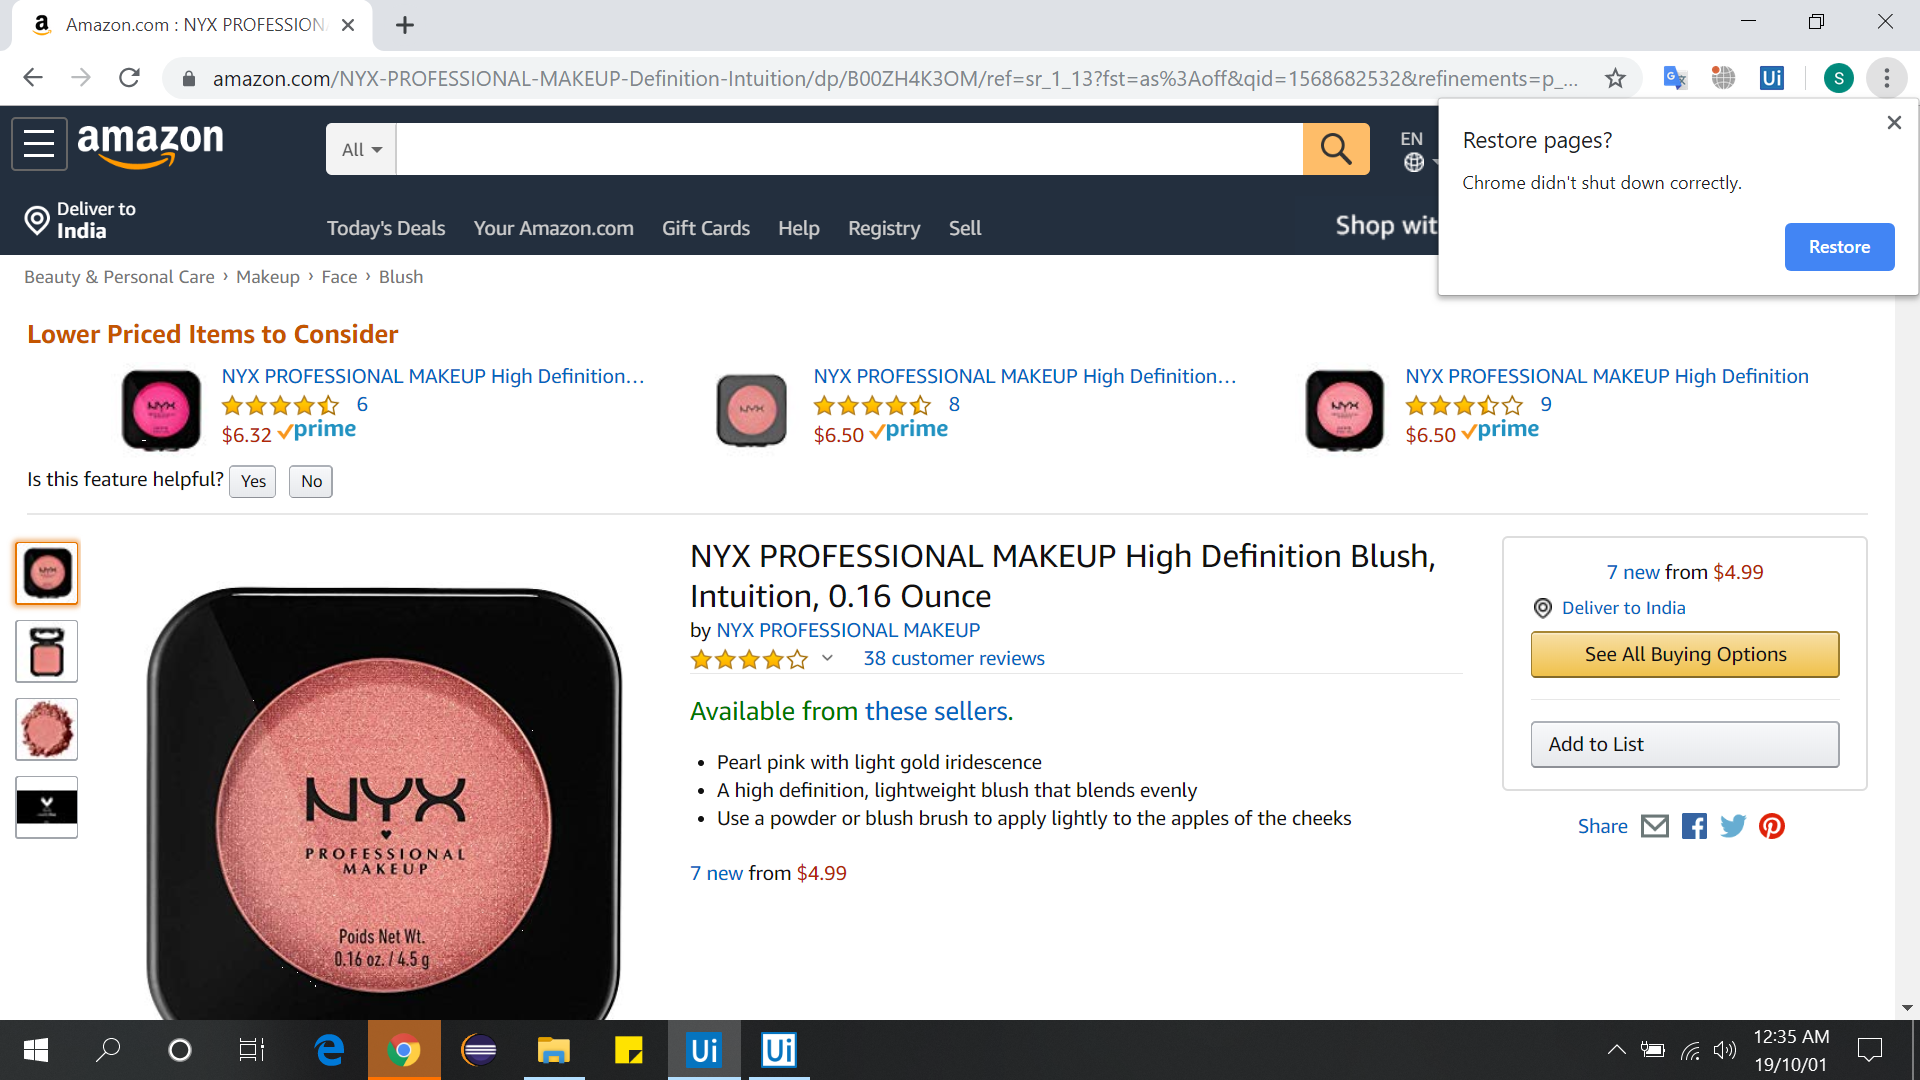 Amazon.com : NYX PROFESSION
amazon.com/NYX-PROFESSIONAL-MAKEUP-Definition-Intuition/dp/B00ZH4K3OM/ref=sr_1_13?fst=as%3Aoff&qid=1568682532&refinements=p_...
Ui
S
Restore pages?
Chrome didn't shut down correctly.
Restore
amazon
All
EN
Deliver to
India
Today's Deals
Your Amazon.com
Gift Cards
Help
Registry
Sell
Shop wit
Beauty & Personal Care › Makeup › Face › Blush
Lower Priced Items to Consider
NYX PROFESSIONAL MAKEUP High Definition…
6
$6.32 prime
NYX PROFESSIONAL MAKEUP High Definition…
8
$6.50 prime
NYX PROFESSIONAL MAKEUP High Definition
9
$6.50 prime
Is this feature helpful? Yes No
NYX PROFESSIONAL MAKEUP High Definition Blush,
Intuition, 0.16 Ounce
by NYX PROFESSIONAL MAKEUP
38 customer reviews
Available from these sellers.
• Pearl pink with light gold iridescence
• A high definition, lightweight blush that blends evenly
• Use a powder or blush brush to apply lightly to the apples of the cheeks
7 new from $4.99
7 new from $4.99
Deliver to India
See All Buying Options
Add to List
Share
NYX
PROFESSIONAL
MAKEUP
Poids Net Wt.
0.16 oz. / 4.5 g
Ui
Ui
12:35 AM
19/10/01